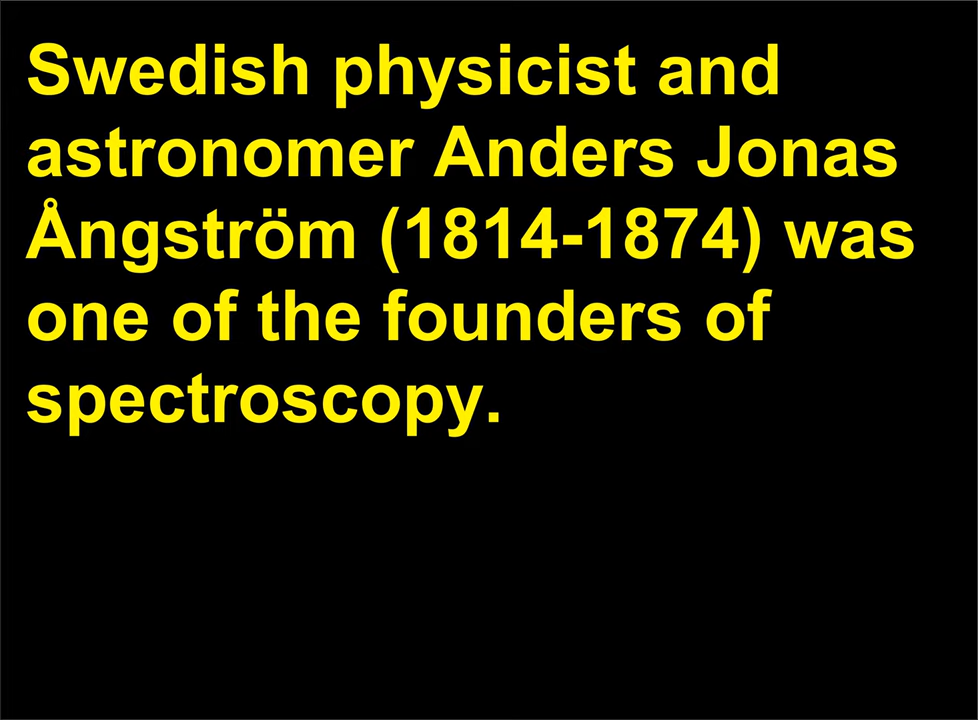 Swedish physicist and
astronomer Anders Jonas
Ångström (1814-1874) was
one of the founders of
spectroscopy.